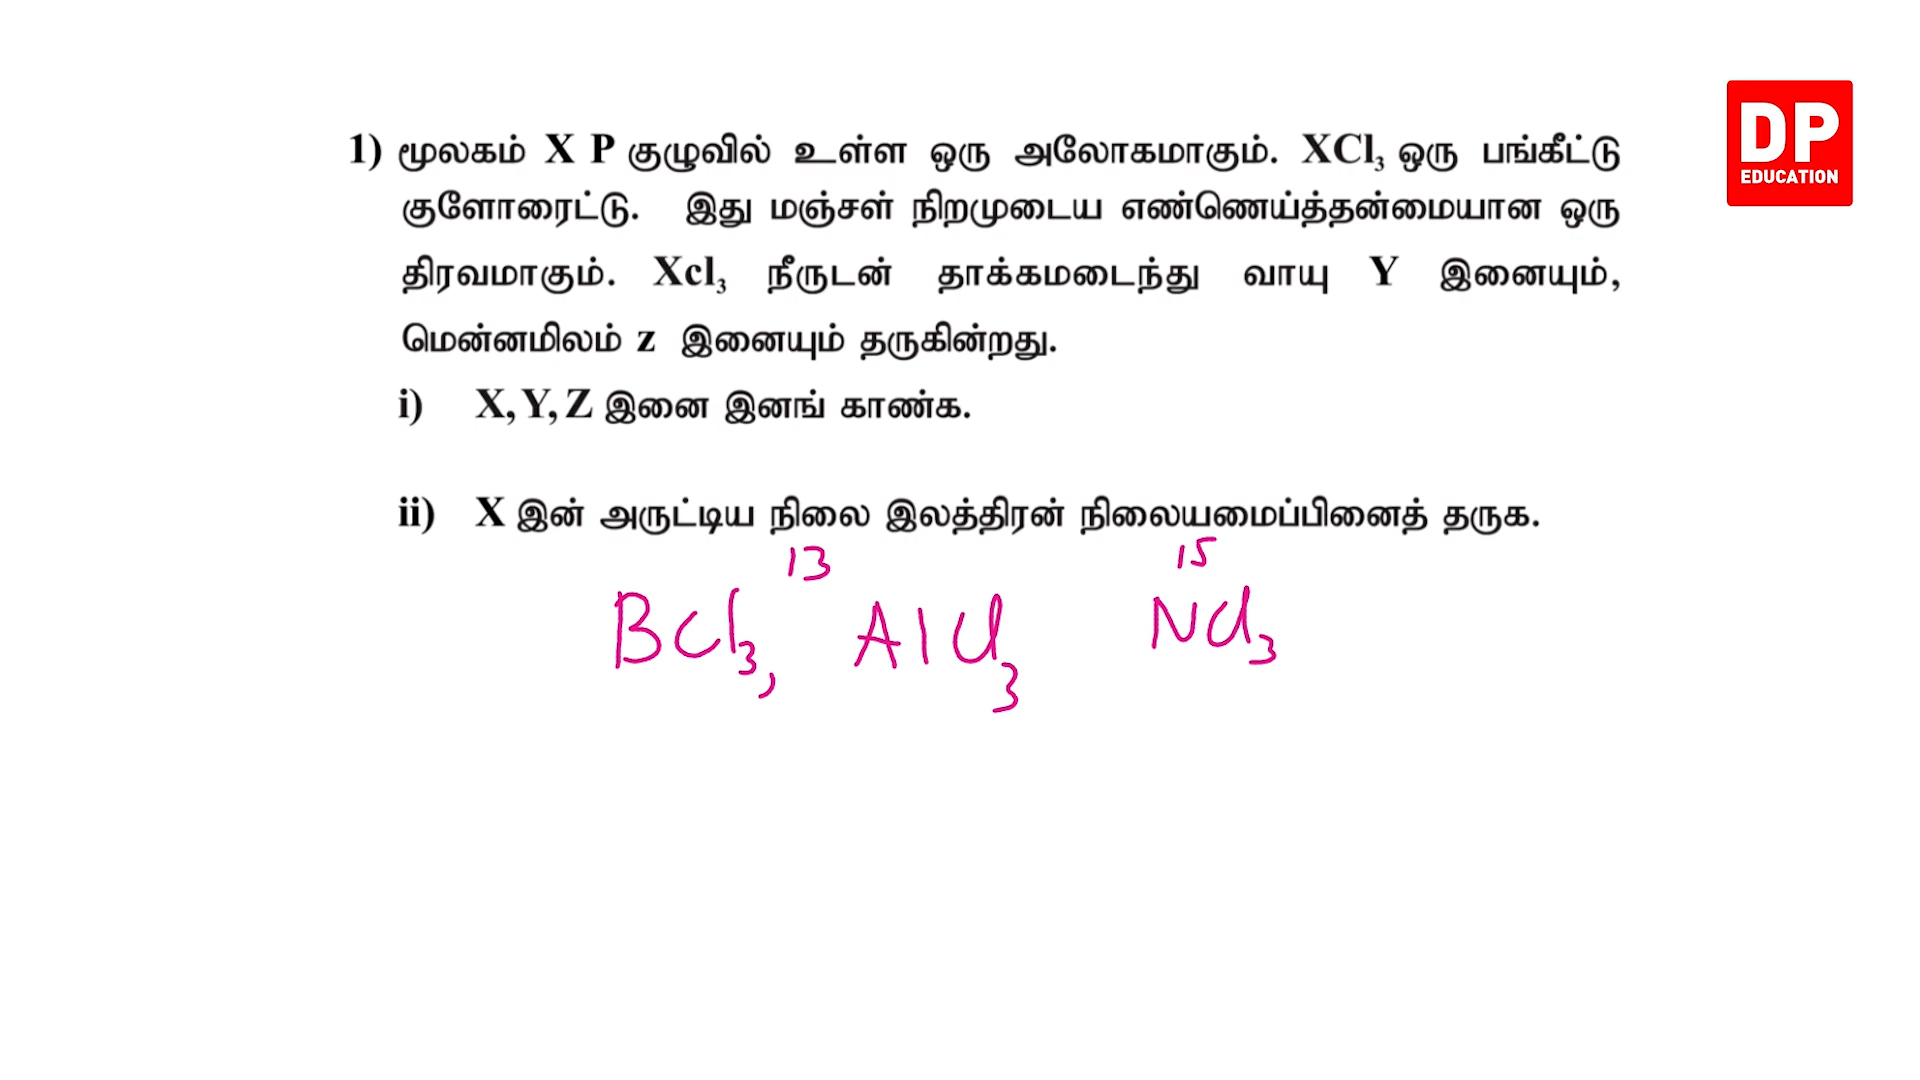 DP
EDUCATION
1) மூலகம் X P குழுவில் உள்ள ஒரு அலோகமாகும். XCl₃ ஒரு பங்கீட்டு
குளோரைட்டு. இது மஞ்சள் நிறமுடைய எண்ணெய்த்தன்மையான ஒரு
திரவமாகும். Xcl₃ நீருடன் தாக்கமடைந்து வாயு Y இனையும்,
மென்னமிலம் z இனையும் தருகின்றது.
i) X, Y, Z இனை இனங் காண்க.
ii) X இன் அருட்டிய நிலை இலத்திரன் நிலையமைப்பினைத் தருக.
13 15
BCl₃, AlCl₃ NCl₃